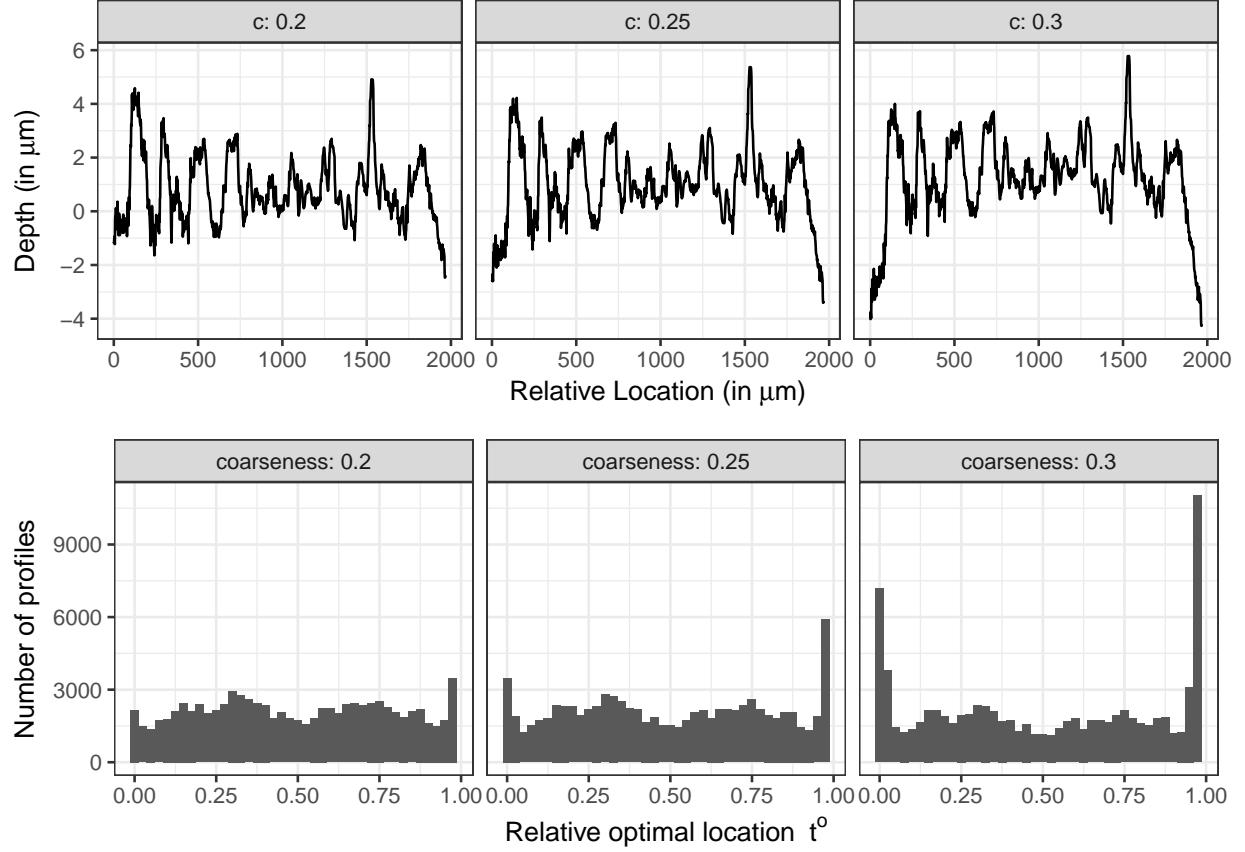 c: 0.2 c: 0.25 c: 0.3
6
4
2
0
−2
−4
Depth (in μm)
0 500 1000 1500 2000 0 500 1000 1500 2000 0 500 1000 1500 2000
Relative Location (in μm)
coarseness: 0.2 coarseness: 0.25 coarseness: 0.3
9000
6000
3000
0
Number of profiles
0.00 0.25 0.50 0.75 1.00 0.00 0.25 0.50 0.75 1.00 0.00 0.25 0.50 0.75 1.00
Relative optimal location t^o